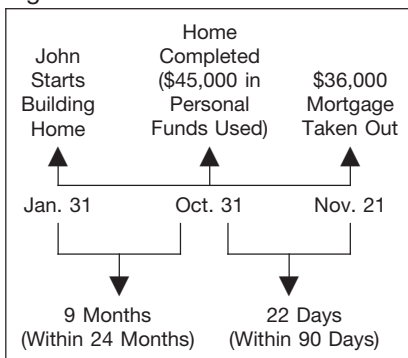 John
Starts
Building
Home
Home
Completed
($45,000 in
Personal
Funds Used)
$36,000
Mortgage
Taken Out
Jan. 31
Oct. 31
Nov. 21
9 Months
(Within 24 Months)
22 Days
(Within 90 Days)